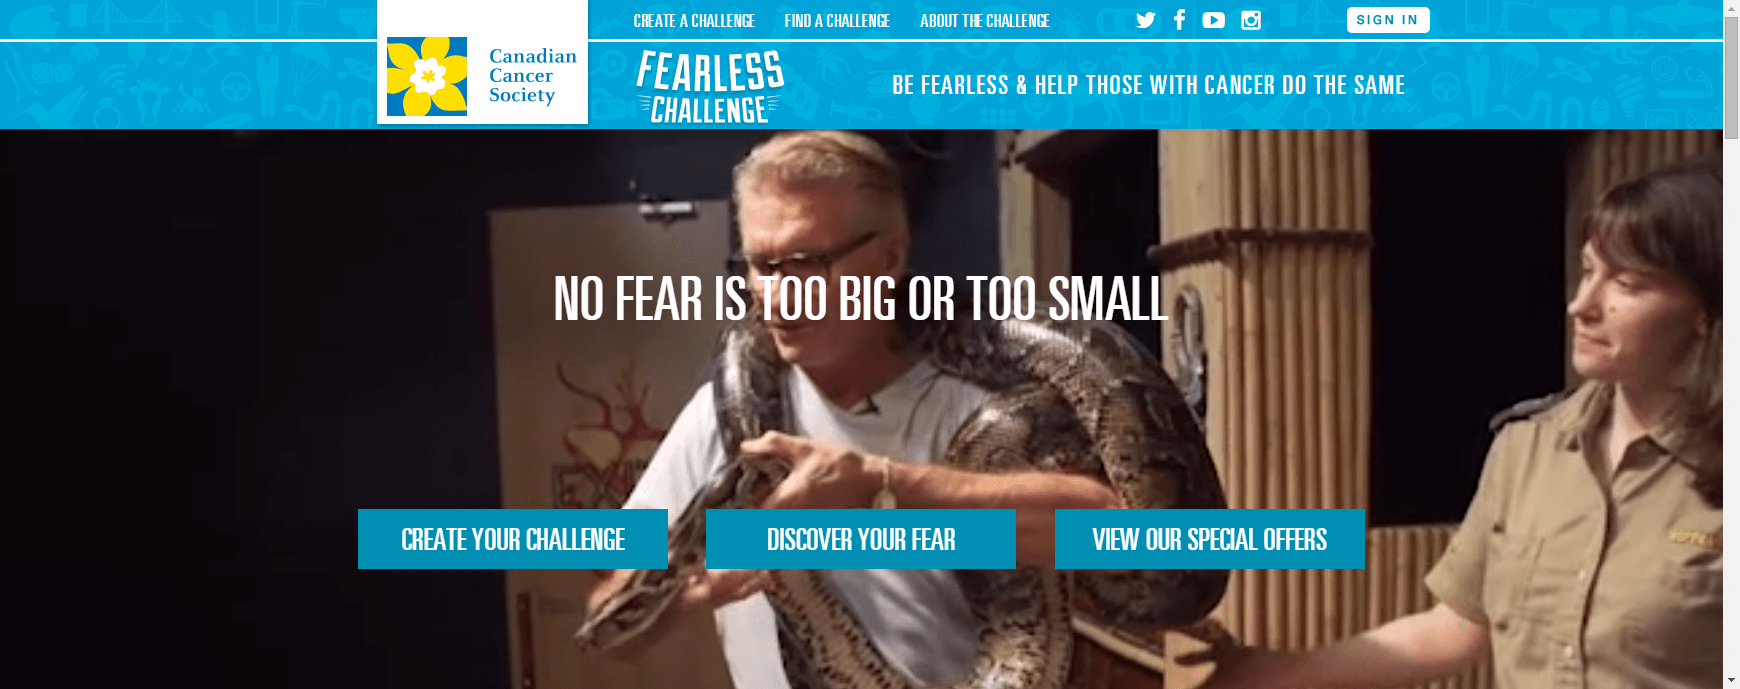 CREATE A CHALLENGE
FIND A CHALLENGE
ABOUT THE CHALLENGE
SIGN IN
Canadian
Cancer
Society
FEARLESS
CHALLENGE
BE FEARLESS & HELP THOSE WITH CANCER DO THE SAME
NO FEAR IS TOO BIG OR TOO SMALL
CREATE YOUR CHALLENGE
DISCOVER YOUR FEAR
VIEW OUR SPECIAL OFFERS